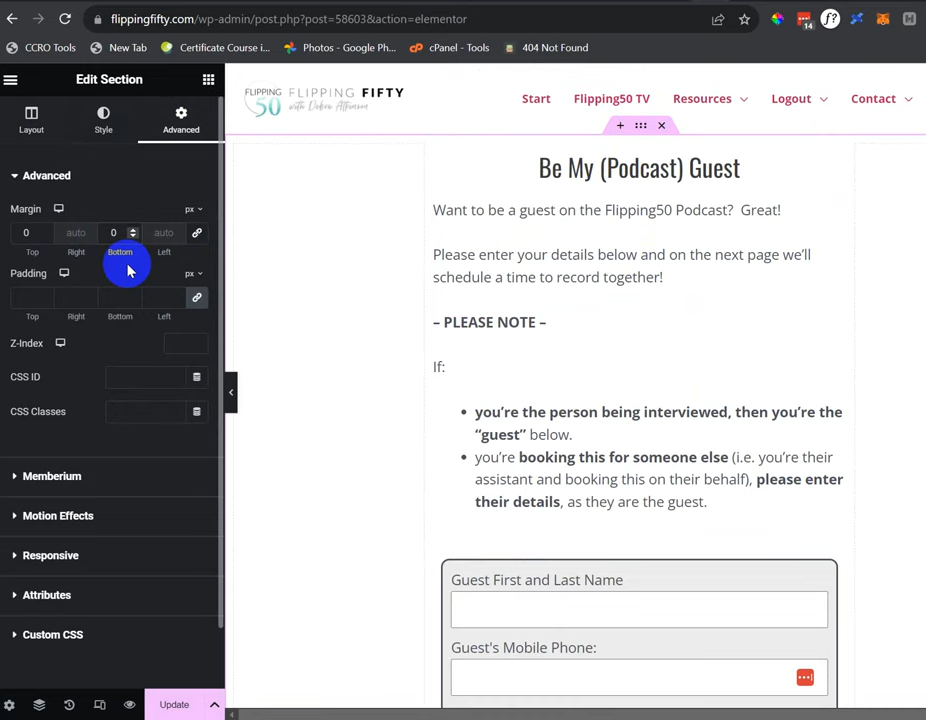 flippingfifty.com/wp-admin/post.php?post=58603&action=elementor
14
f?
H
CCRO Tools
New Tab
Certificate Course i...
Photos - Google Ph...
cPanel - Tools
404 Not Found
Edit Section
Layout
Style
Advanced
FLIPPING
50
FLIPPING FIFTY
with Debra Atkinson
Start
Flipping50 TV
Resources
Logout
Contact
Advanced
Margin
px
0
auto
0
auto
Top
Right
Bottom
Left
Padding
px
Top
Right
Bottom
Left
Z-Index
CSS ID
CSS Classes
Memberium
Motion Effects
Responsive
Attributes
Custom CSS
Update
Be My (Podcast) Guest
Want to be a guest on the Flipping50 Podcast?  Great!
Please enter your details below and on the next page we'll
schedule a time to record together!
– PLEASE NOTE –
If:
• you're the person being interviewed, then you're the
“guest” below.
• you're booking this for someone else (i.e. you're their
assistant and booking this on their behalf), please enter
their details, as they are the guest.
Guest First and Last Name
Guest's Mobile Phone: